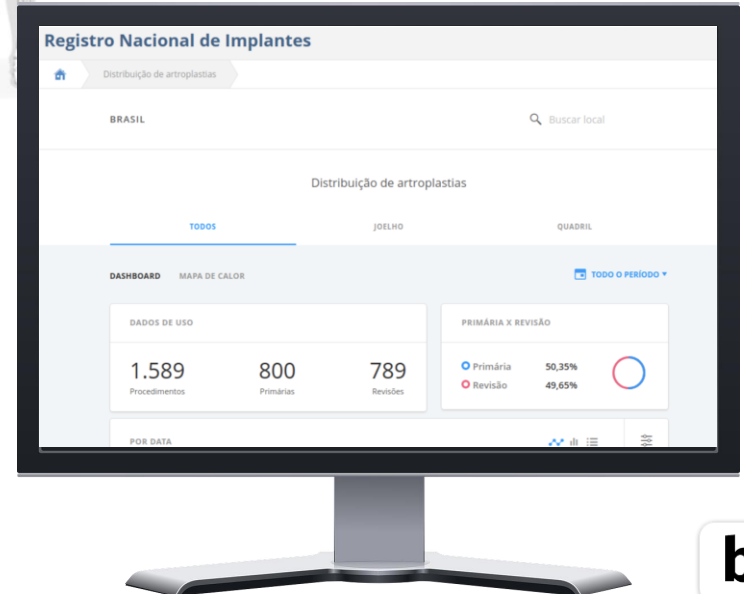 Registro Nacional de Implantes
Distribuição de artroplastias
BRASIL
Buscar local
Distribuição de artroplastias
TODOS JOELHO QUADRIL
DASHBOARD MAPA DE CALOR TODO O PERÍODO
DADOS DE USO
1.589 800 789
Procedimentos Primárias Revisões
PRIMÁRIA X REVISÃO
Primária 50,35%
Revisão 49,65%
POR DATA
b